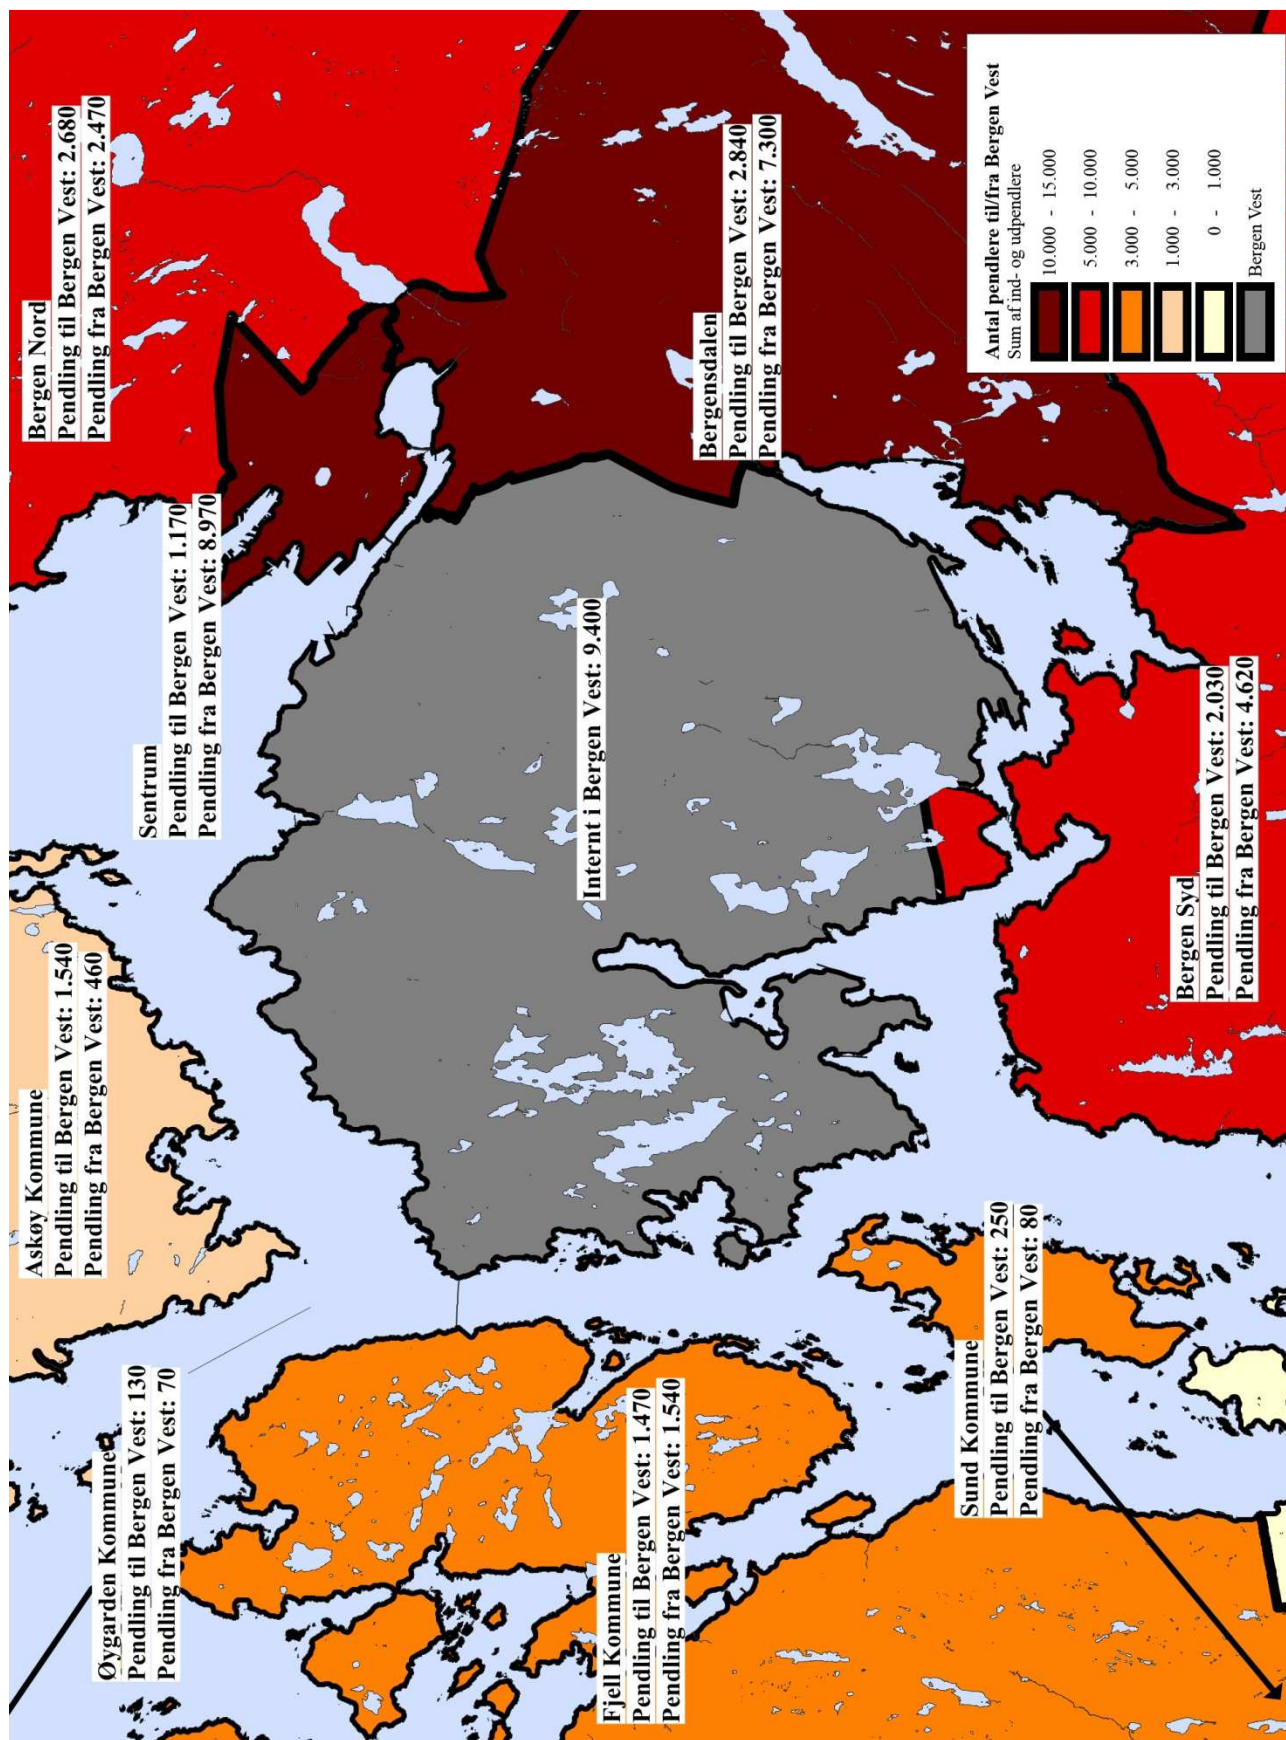 Øygarden Kommune
Pendling til Bergen Vest: 130
Pendling fra Bergen Vest: 70
Askøy Kommune
Pendling til Bergen Vest: 1.540
Pendling fra Bergen Vest: 460
Sentrum
Pendling til Bergen Vest: 1.170
Pendling fra Bergen Vest: 8.970
Bergen Nord
Pendling til Bergen Vest: 2.680
Pendling fra Bergen Vest: 2.470
Fjell Kommune
Pendling til Bergen Vest: 1.470
Pendling fra Bergen Vest: 1.540
Internt i Bergen Vest: 9.400
Bergensdalen
Pendling til Bergen Vest: 2.840
Pendling fra Bergen Vest: 7.300
Sund Kommune
Pendling til Bergen Vest: 250
Pendling fra Bergen Vest: 80
Bergen Syd
Pendling til Bergen Vest: 2.030
Pendling fra Bergen Vest: 4.620
Antal pendlere til/fra Bergen Vest
Sum af ind- og udpendlere
10.000 - 15.000
5.000 - 10.000
3.000 - 5.000
1.000 - 3.000
0 - 1.000
Bergen Vest